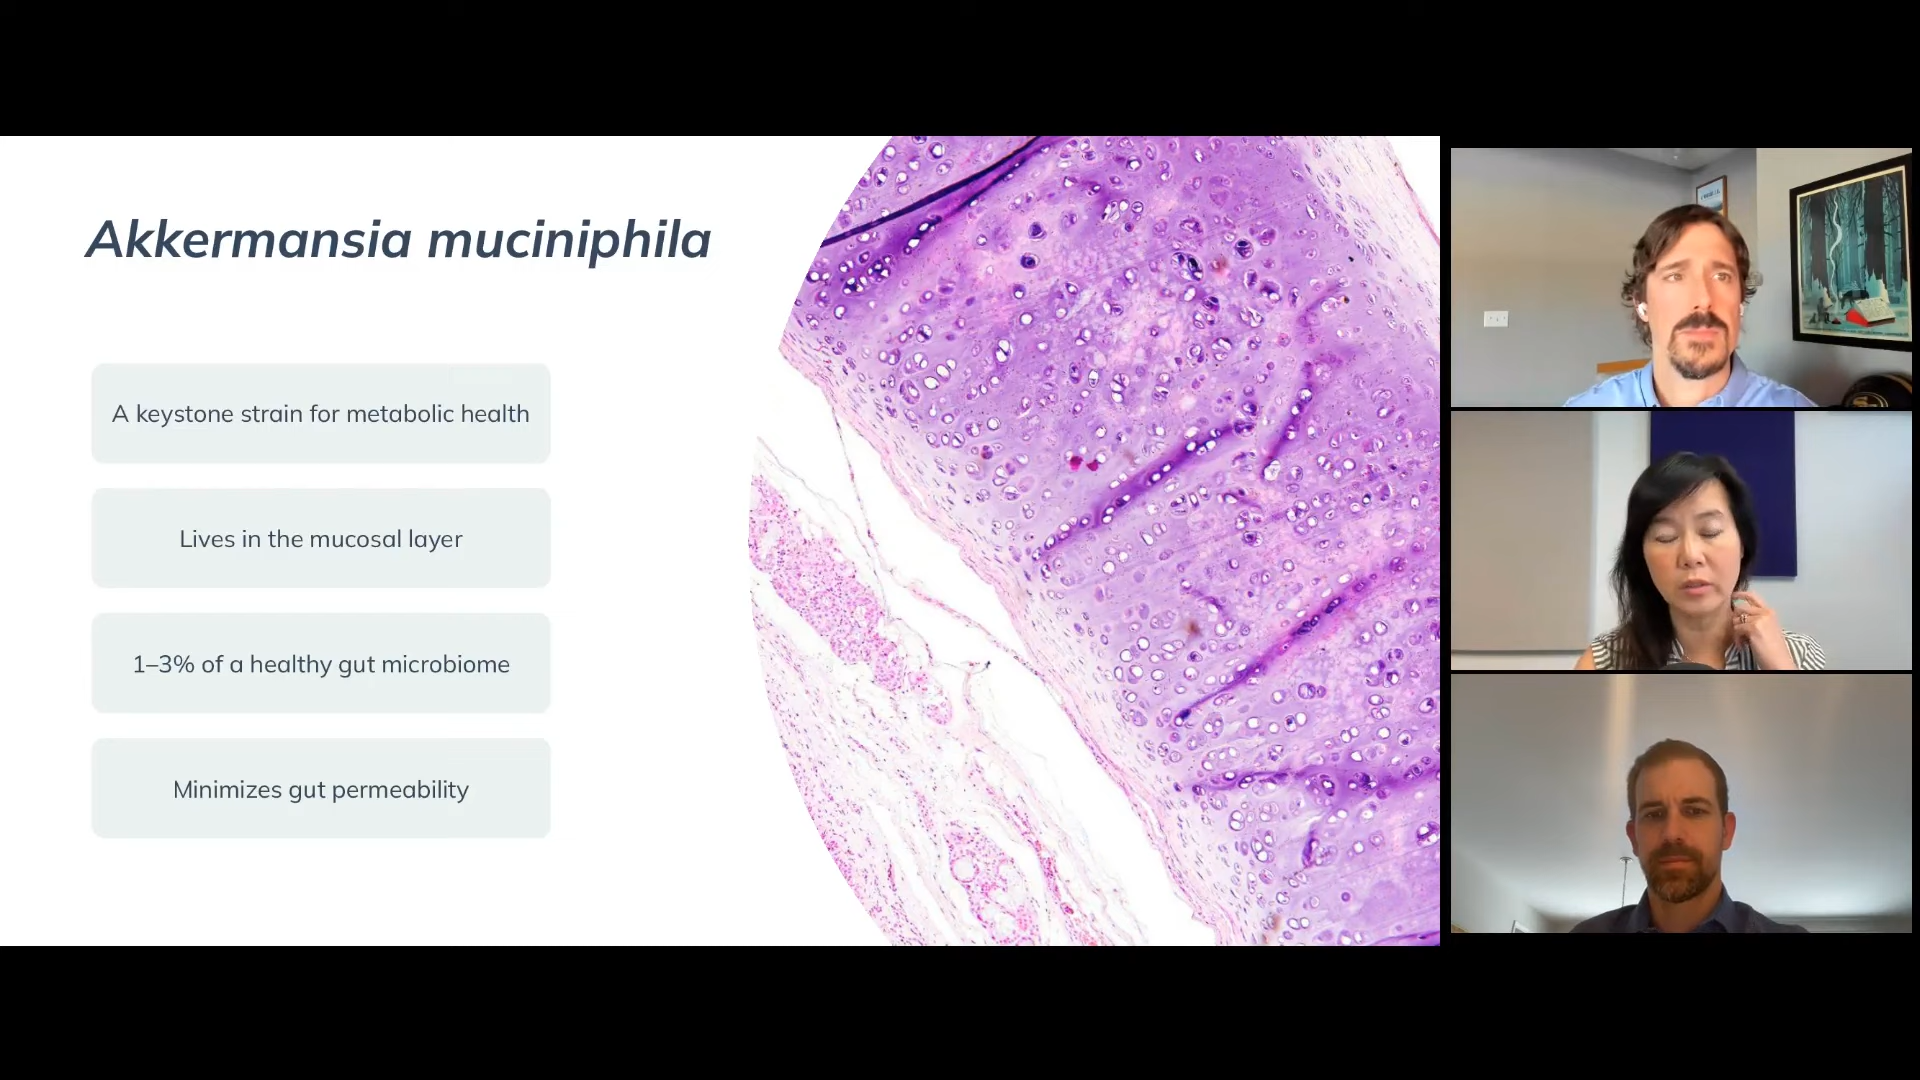 Akkermansia muciniphila
A keystone strain for metabolic health
Lives in the mucosal layer
1–3% of a healthy gut microbiome
Minimizes gut permeability